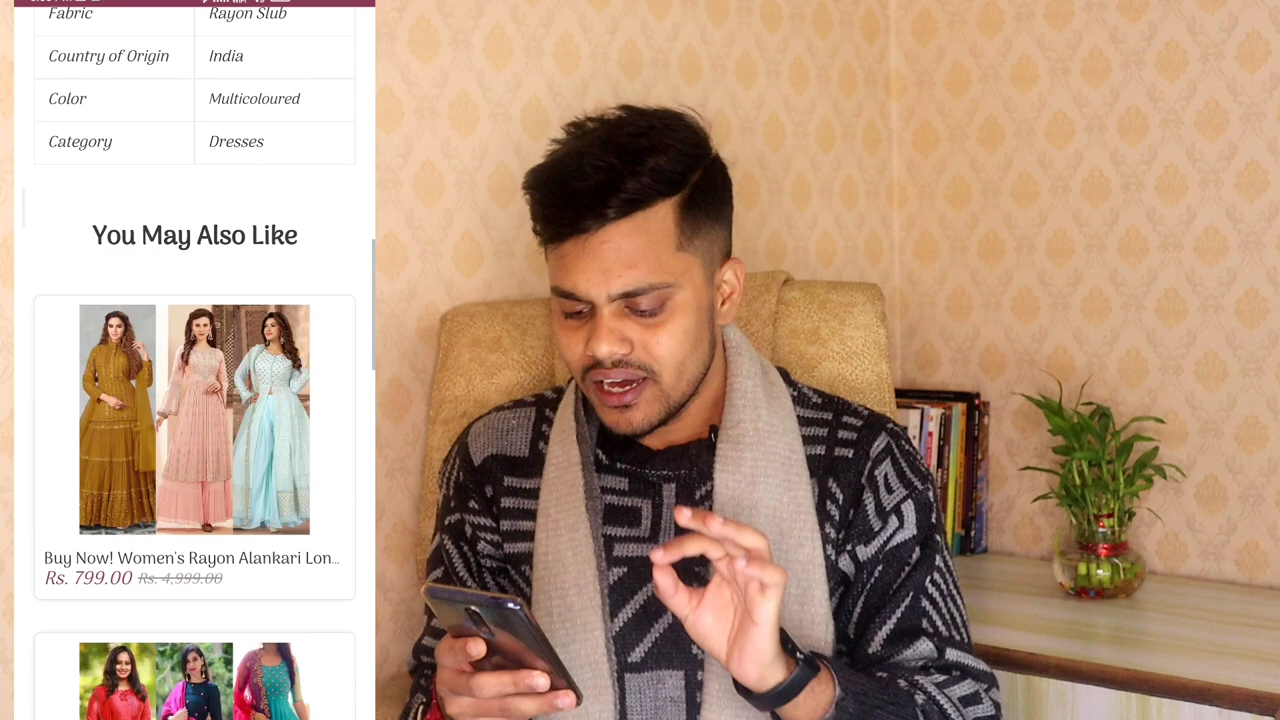 Fabric Rayon Slub
Country of Origin India
Color Multicoloured
Category Dresses
You May Also Like
Buy Now! Women's Rayon Alankari Lon...
Rs. 799.00 Rs. 4,999.00